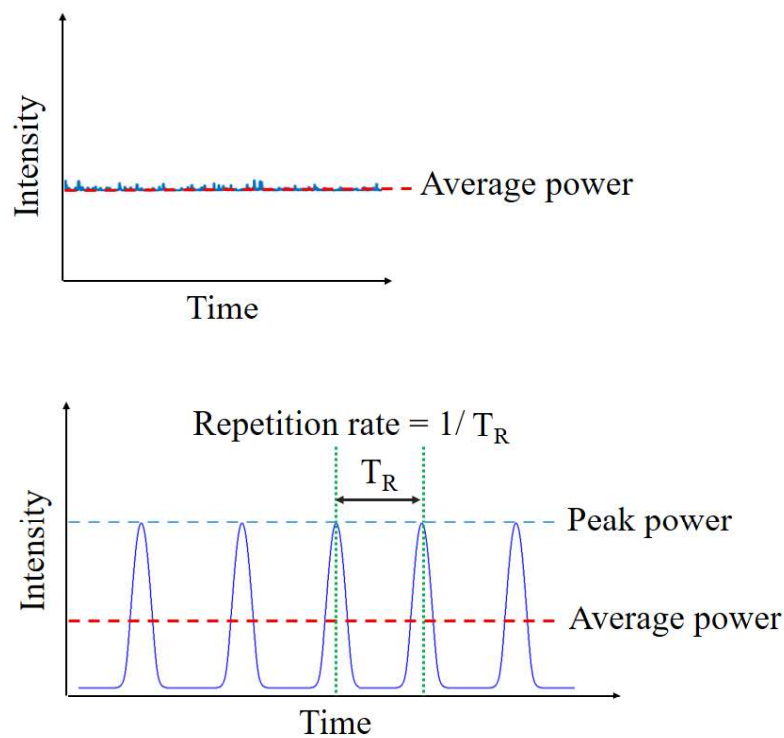 Intensity
Average power
Time
Repetition rate = 1/ T_R
T_R
Peak power
Intensity
Average power
Time